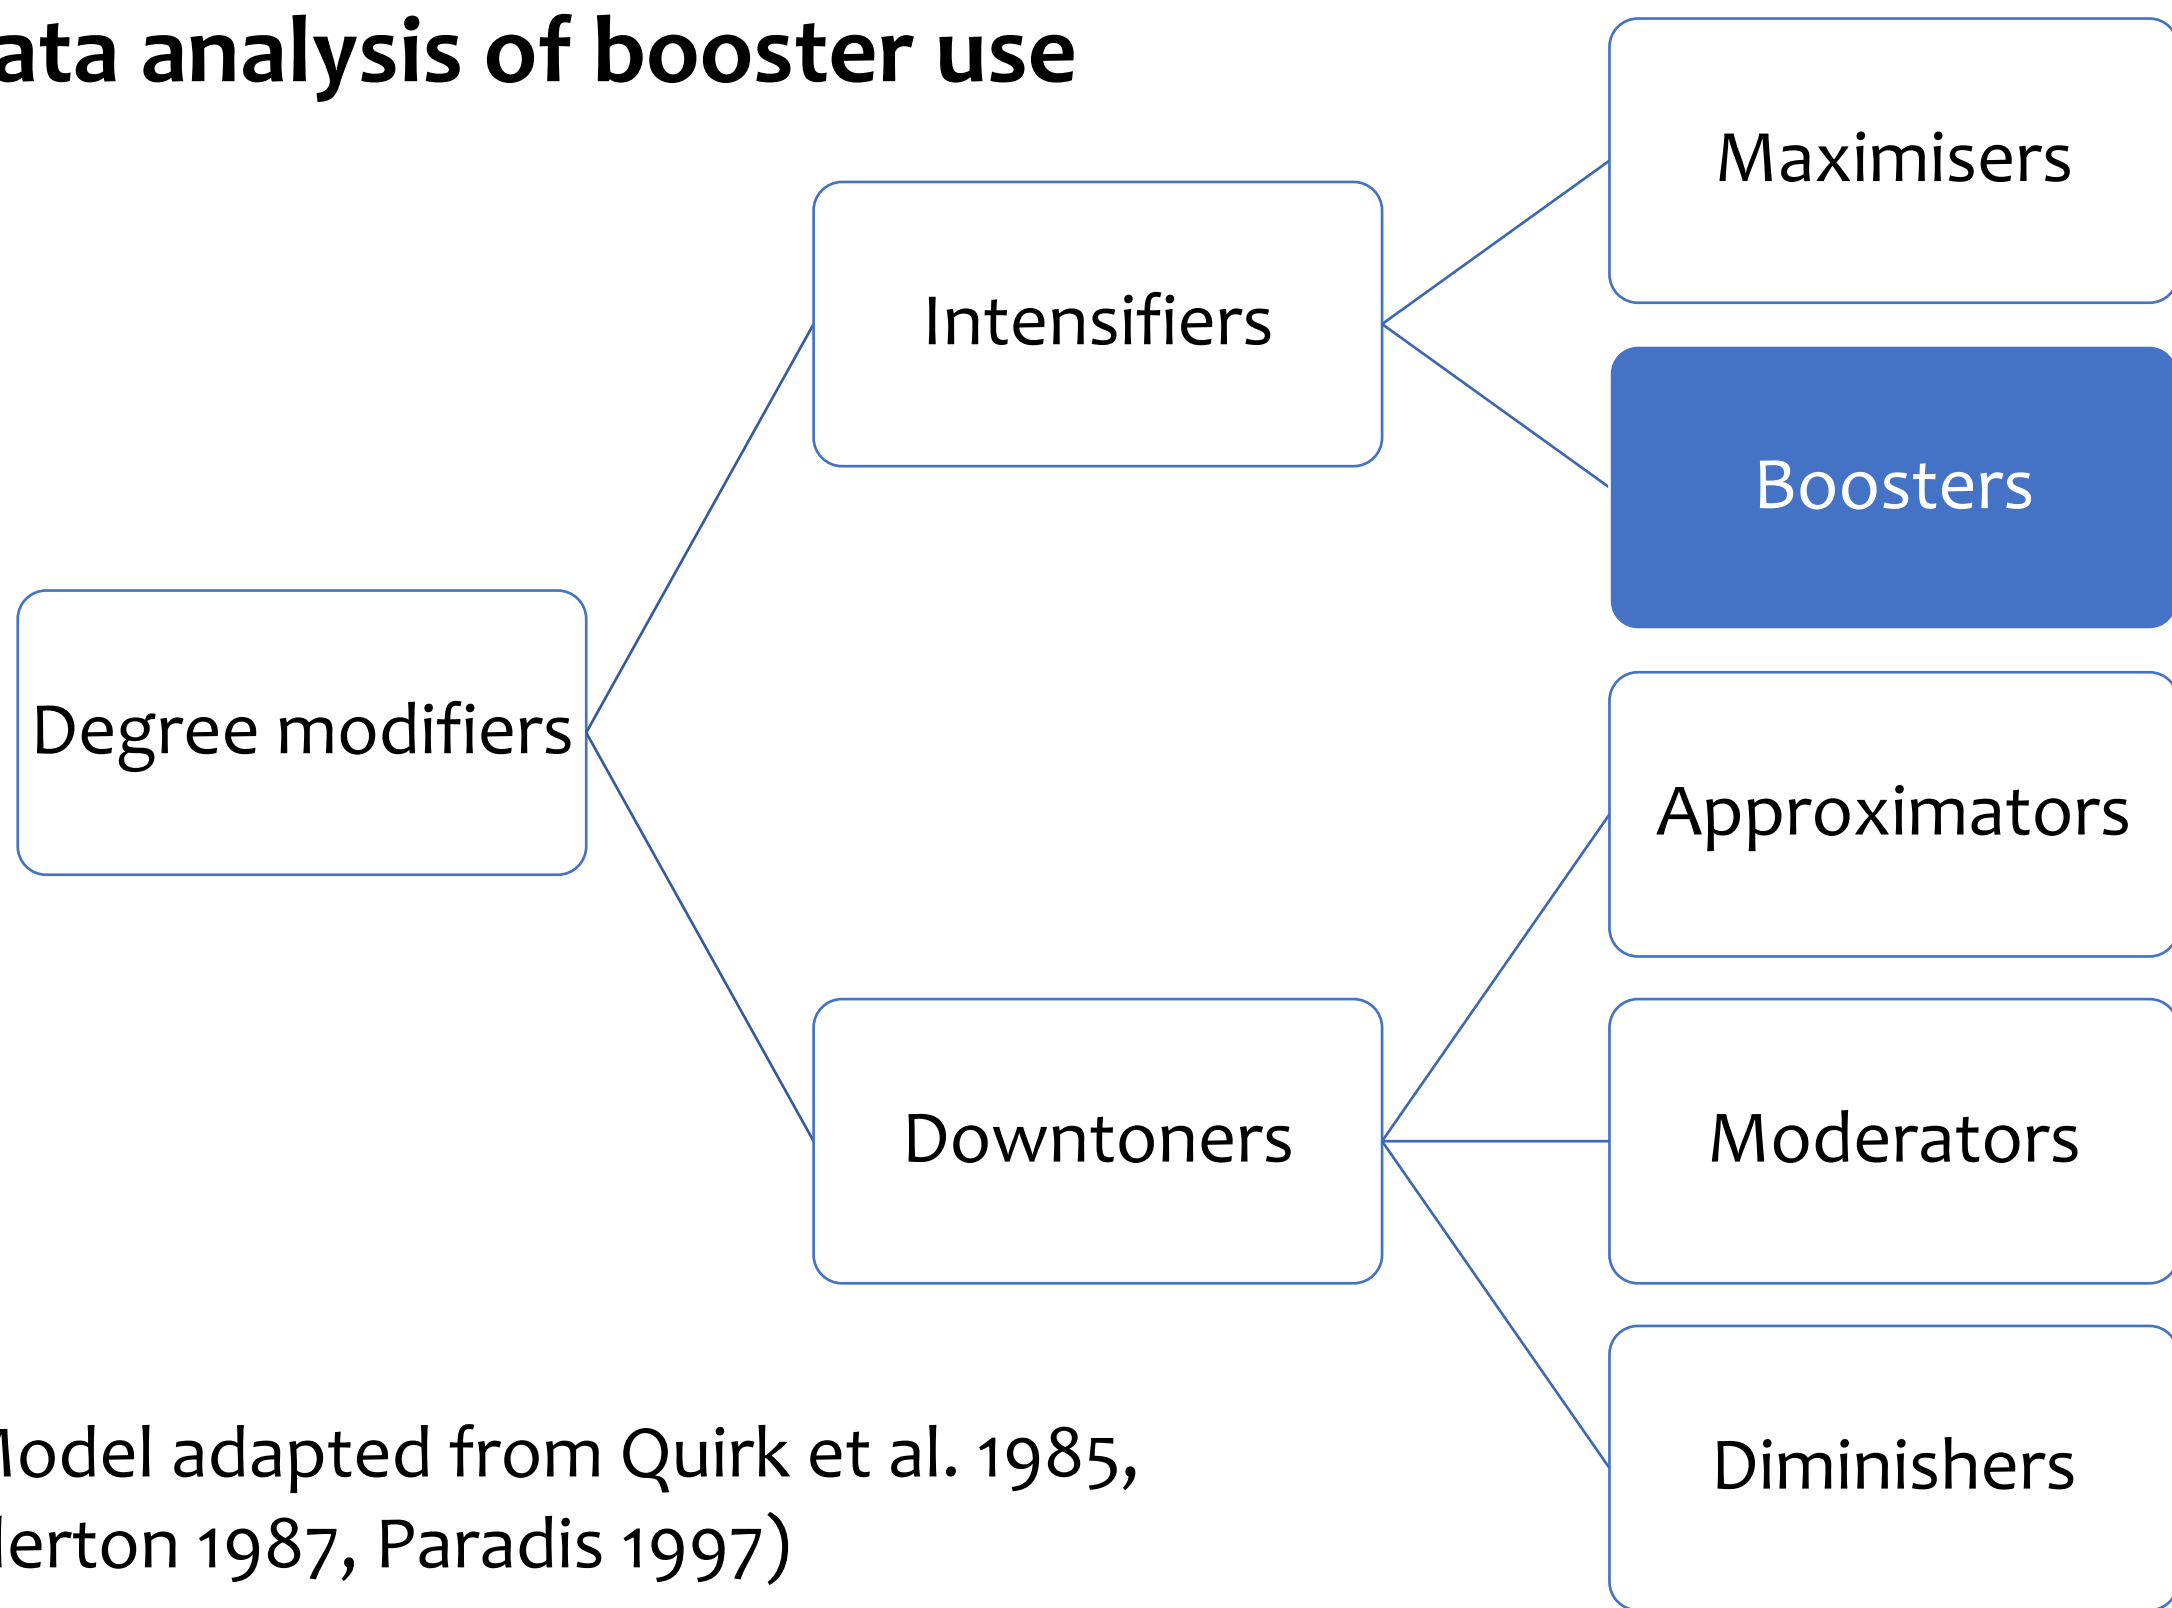 ata analysis of booster use
Maximisers
Intensifiers
Boosters
Degree modifiers
Approximators
Downtoners
Moderators
Diminishers
Model adapted from Quirk et al. 1985,
lerton 1987, Paradis 1997)